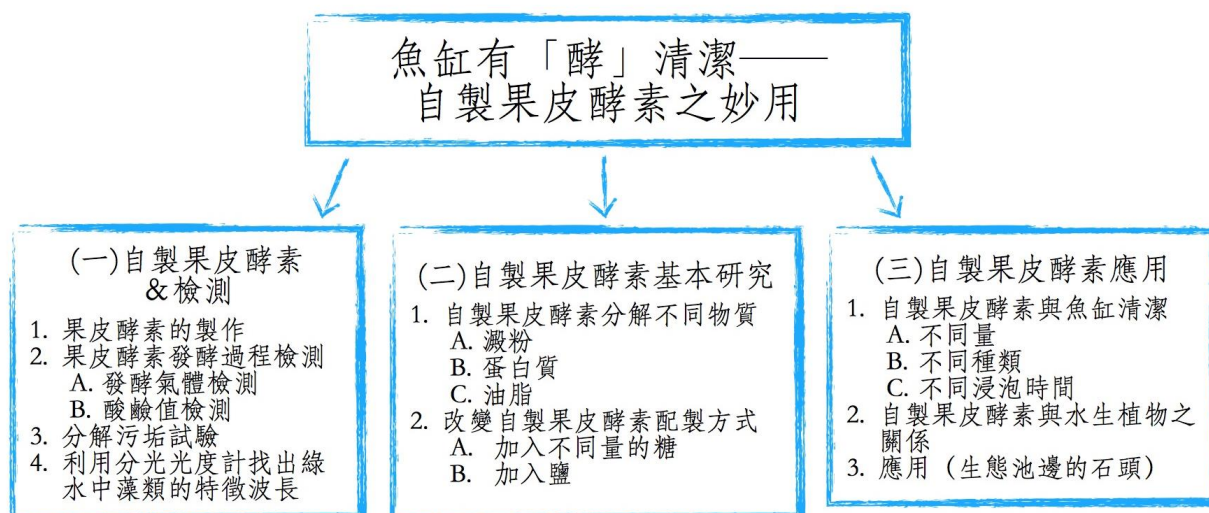 魚缸有「酵」清潔——
自製果皮酵素之妙用
(一)自製果皮酵素
&檢測
1. 果皮酵素的製作
2. 果皮酵素發酵過程檢測
A. 發酵氣體檢測
B. 酸鹼值檢測
3. 分解污垢試驗
4. 利用分光光度計找出綠
水中藻類的特徵波長
(二)自製果皮酵素基本研究
1. 自製果皮酵素分解不同物質
A. 澱粉
B. 蛋白質
C. 油脂
2. 改變自製果皮酵素配製方式
A. 加入不同量的糖
B. 加入鹽
(三)自製果皮酵素應用
1. 自製果皮酵素與魚缸清潔
A. 不同量
B. 不同種類
C. 不同浸泡時間
2. 自製果皮酵素與水生植物之
關係
3. 應用（生態池邊的石頭）